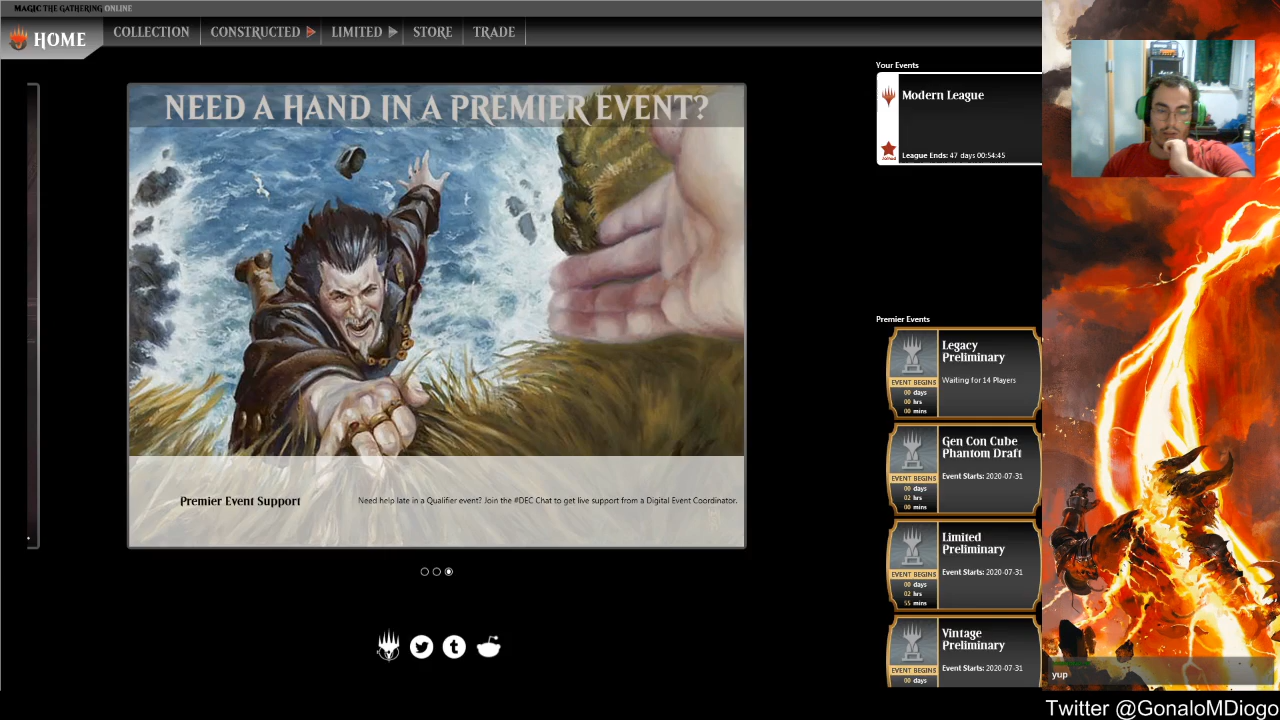 MAGIC THE GATHERING ONLINE
HOME
COLLECTION
CONSTRUCTED
LIMITED
STORE
TRADE
NEED A HAND IN A PREMIER EVENT?
Premier Event Support
Need help late in a Qualifier event? Join the #DEC Chat to get live support from a Digital Event Coordinator.
Your Events
Modern League
Joined
League Ends: 47 days 00:54:45
Premier Events
Legacy
Preliminary
Waiting for 14 Players
EVENT BEGINS
00 days
00 hrs
00 mins
Gen Con Cube
Phantom Draft
Event Starts: 2020-07-31
EVENT BEGINS
00 days
02 hrs
00 mins
Limited
Preliminary
Event Starts: 2020-07-31
EVENT BEGINS
00 days
02 hrs
55 mins
Vintage
Preliminary
Event Starts: 2020-07-31
EVENT BEGINS
00 days
yup
Twitter @GonaloMDiogo